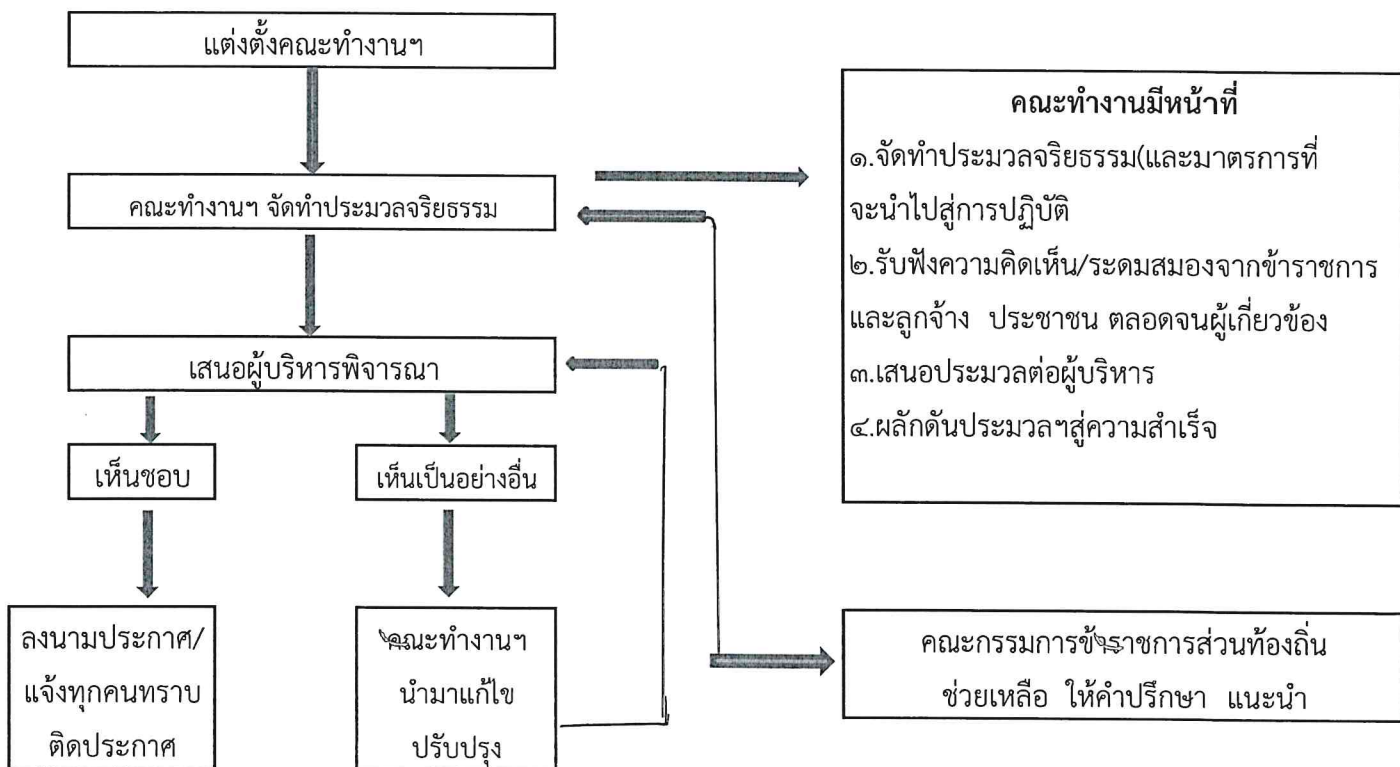 แต่งตั้งคณะทำงานฯ
คณะทำงานฯ จัดทำประมวลจริยธรรม
เสนอผู้บริหารพิจารณา
เห็นชอบ
เห็นเป็นอย่างอื่น
ลงนามประกาศ/
แจ้งทุกคนทราบ
ติดประกาศ
คณะทำงานฯ
นำมาแก้ไข
ปรับปรุง
คณะทำงานมีหน้าที่
๑.จัดทำประมวลจริยธรรม(และมาตรการที่
จะนำไปสู่การปฏิบัติ
๒.รับฟังความคิดเห็น/ระดมสมองจากข้าราชการ
และลูกจ้าง ประชาชน ตลอดจนผู้เกี่ยวข้อง
๓.เสนอประมวลต่อผู้บริหาร
๔.ผลักดันประมวลฯสู่ความสำเร็จ
คณะกรรมการข้าราชการส่วนท้องถิ่น
ช่วยเหลือ ให้คำปรึกษา แนะนำ